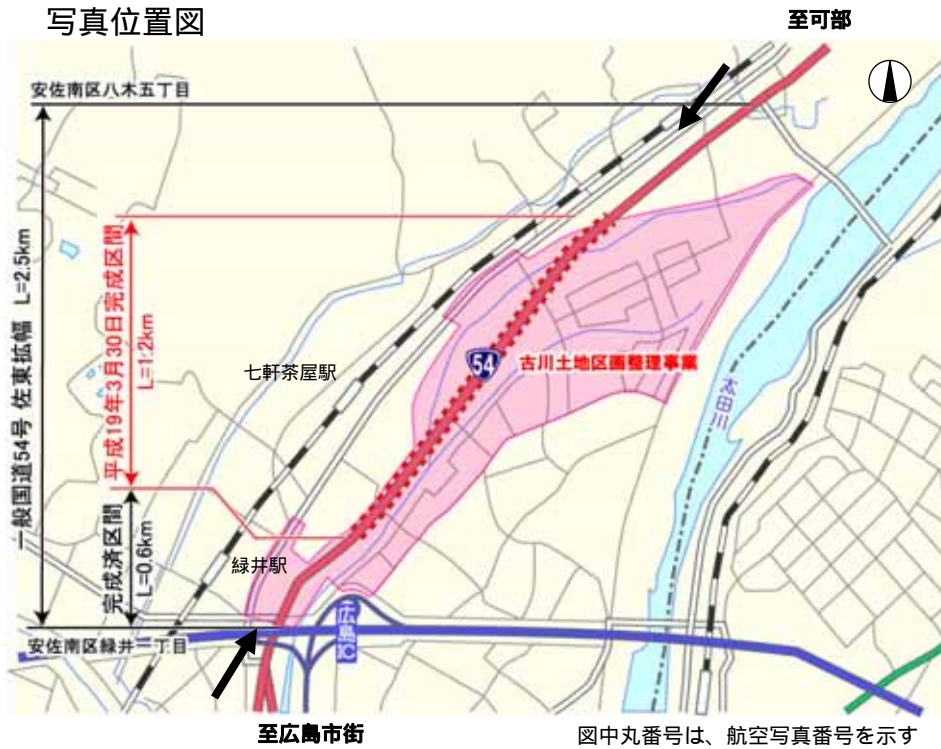 写真位置図
至可部
安佐南区八木五丁目
一般国道54号 佐東拡幅 L=2.5km
平成19年3月30日完成区間
L=1.2km
七軒茶屋駅
54
古川土地区画整理事業
太田川
完成済区間
L=0.6km
緑井駅
安佐南区緑井一丁目
広島IC
至広島市街
図中丸番号は、航空写真番号を示す